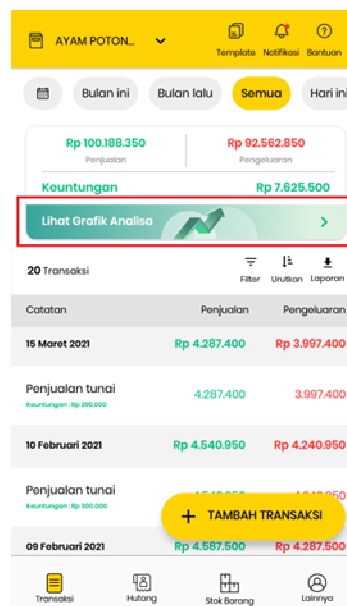 AYAM POTON...
Template Notifikasi Bantuan
Bulan ini Bulan lalu Semua Hari ini
Rp 100.188.350 Rp 92.562.850
Penjualan Pengeluaran
Keuntungan Rp 7.625.500
Lihat Grafik Analisa
20 Transaksi
Filter Urutkan Laporan
Catatan Penjualan Pengeluaran
15 Maret 2021 Rp 4.287.400 Rp 3.997.400
Penjualan tunai 4.287.400 3.997.400
Keuntungan : Rp 290.000
10 Februari 2021 Rp 4.540.950 Rp 4.240.950
Penjualan tunai
Keuntungan : Rp 300.000
+ TAMBAH TRANSAKSI
09 Februari 2021 Rp 4.587.500 Rp 4.287.500
Transaksi Hutang Stok Barang Lainnya